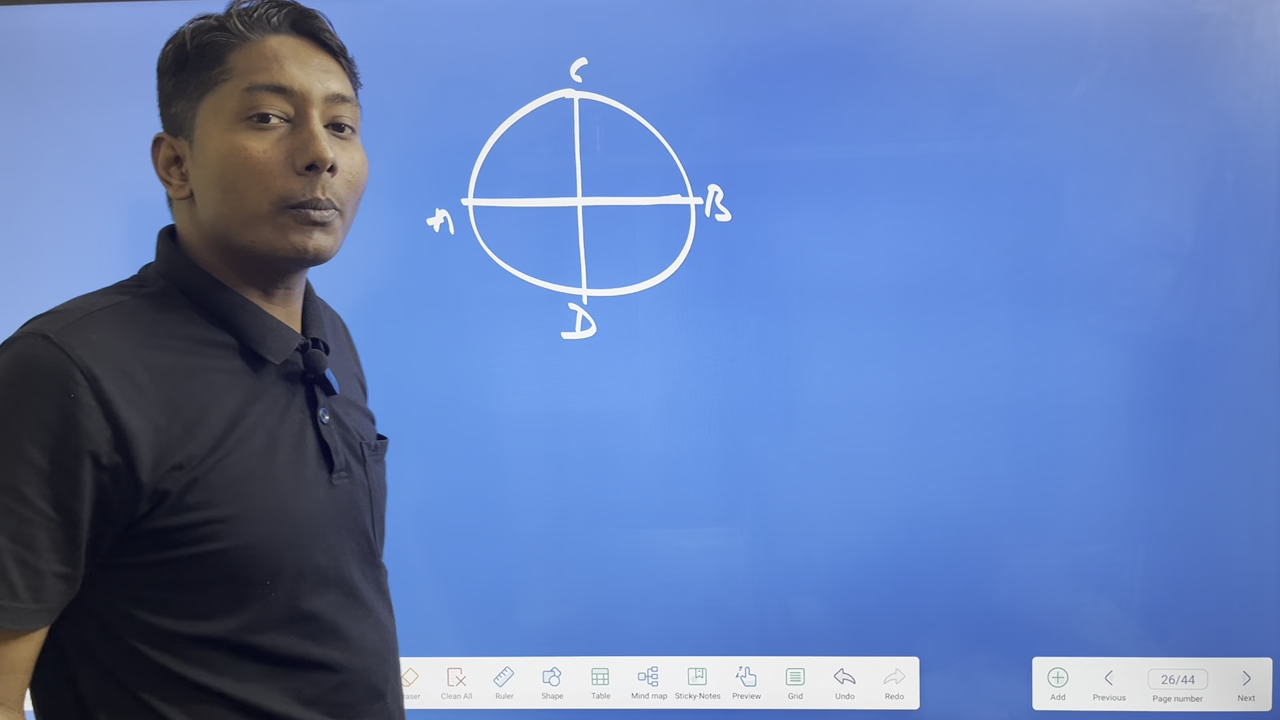 C
A
B
D
Clean All
Ruler
Shape
Table
Mind map
Sticky-Notes
Preview
Grid
Undo
Redo
Add
Previous
26/44
Page number
Next